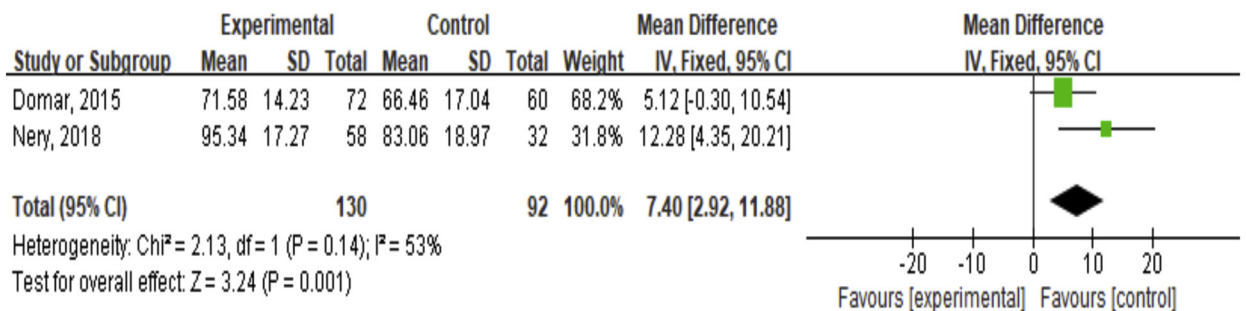 Experimental Control Mean Difference Mean Difference
Study or Subgroup Mean SD Total Mean SD Total Weight IV, Fixed, 95% CI IV, Fixed, 95% CI
Domar, 2015 71.58 14.23 72 66.46 17.04 60 68.2% 5.12 [-0.30, 10.54]
Nery, 2018 95.34 17.27 58 83.06 18.97 32 31.8% 12.28 [4.35, 20.21]
Total (95% CI) 130 92 100.0% 7.40 [2.92, 11.88]
Heterogeneity: Chi² = 2.13, df = 1 (P = 0.14); I² = 53%
Test for overall effect: Z = 3.24 (P = 0.001)
-20 -10 0 10 20
Favours [experimental] Favours [control]